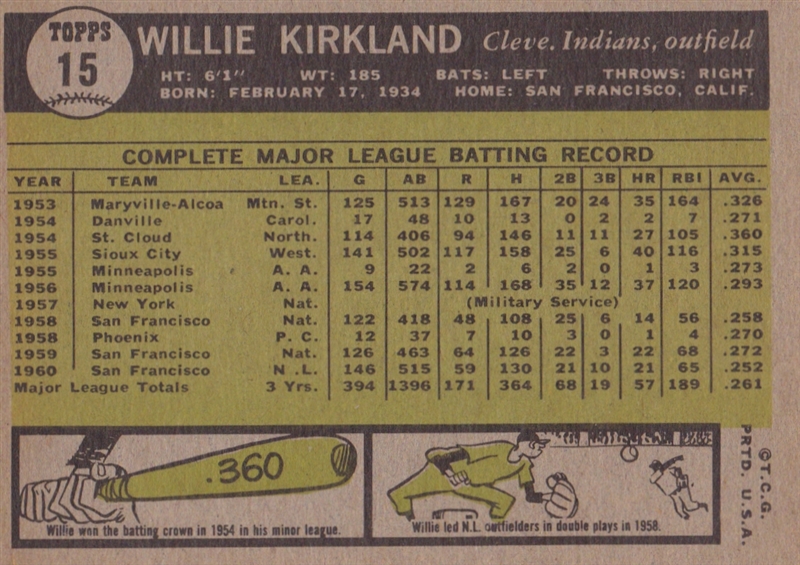 TOPPS
15
WILLIE KIRKLAND Cleve. Indians, outfield
HT: 6'1" WT: 185 BATS: LEFT THROWS: RIGHT
BORN: FEBRUARY 17, 1934 HOME: SAN FRANCISCO, CALIF.
COMPLETE MAJOR LEAGUE BATTING RECORD
YEAR TEAM LEA. G AB R H 2B 3B HR RBI AVG.
1953 Maryville-Alcoa Mtn. St. 125 513 129 167 20 24 35 164 .326
1954 Danville Carol. 17 48 10 13 0 2 2 7 .271
1954 St. Cloud North. 114 406 94 146 11 11 27 105 .360
1955 Sioux City West. 141 502 117 158 25 6 40 116 .315
1955 Minneapolis A. A. 9 22 2 6 2 0 1 3 .273
1956 Minneapolis A. A. 154 574 114 168 35 12 37 120 .293
1957 New York Nat. (Military Service)
1958 San Francisco Nat. 122 418 48 108 25 6 14 56 .258
1958 Phoenix P. C. 12 37 7 10 3 0 1 4 .270
1959 San Francisco Nat. 126 463 64 126 22 3 22 68 .272
1960 San Francisco N.L. 146 515 59 130 21 10 21 65 .252
Major League Totals 3 Yrs. 394 1396 171 364 68 19 57 189 .261
.360
Willie won the batting crown in 1954 in his minor league.
Willie led N.L. outfielders in double plays in 1958.
©T.C.G.
PRTD. U.S.A.